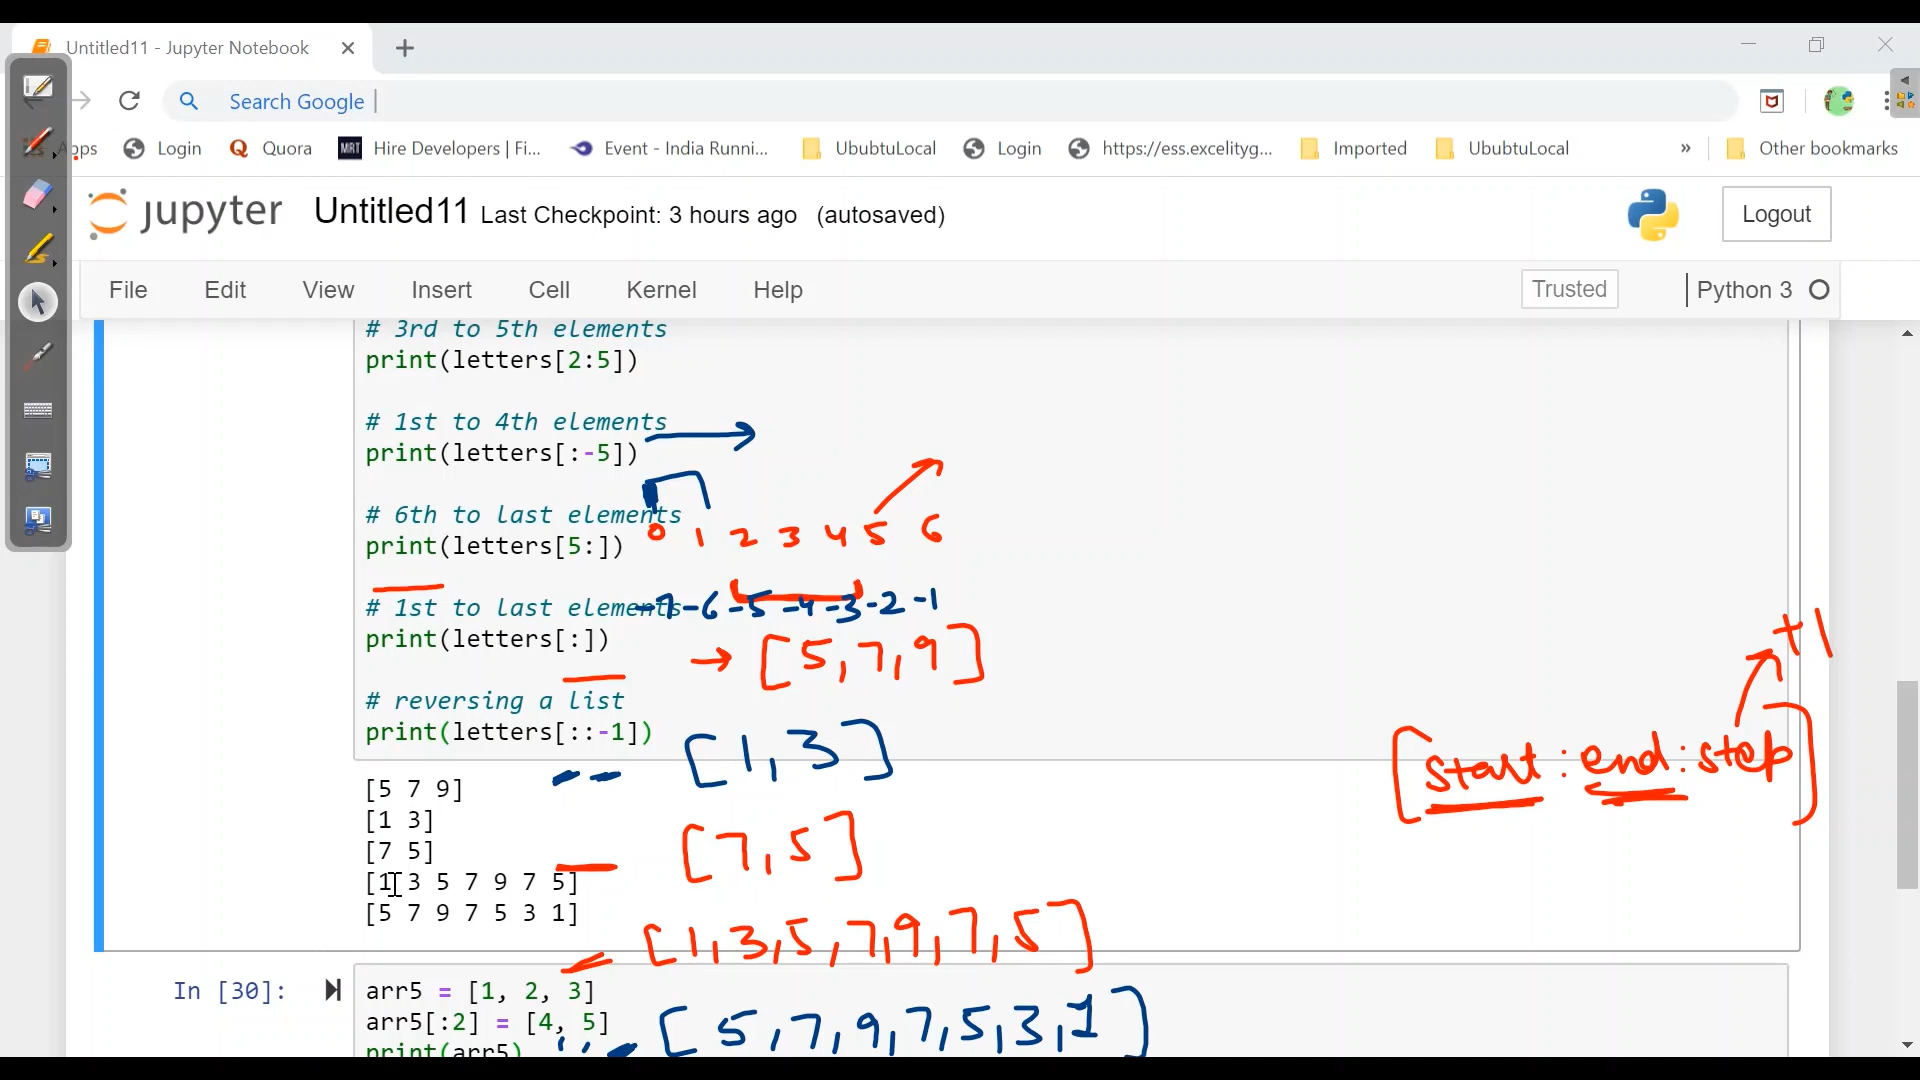 Untitled11 - Jupyter Notebook
Search Google
Apps Login Quora MRT Hire Developers | Fi... Event - India Runni... UbubtuLocal Login https://ess.excelityg... Imported UbubtuLocal » Other bookmarks
jupyter Untitled11 Last Checkpoint: 3 hours ago (autosaved) Logout
File Edit View Insert Cell Kernel Help Trusted Python 3
# 3rd to 5th elements
print(letters[2:5])
# 1st to 4th elements
print(letters[:-5])
# 6th to last elements
0 1 2 3 4 5 6
print(letters[5:])
# 1st to last elements
-7 -6 -5 -4 -3 -2 -1
print(letters[:])
→ [5,7,9]
+1
# reversing a list
print(letters[::-1])
[1,3]
[start : end : step]
[5 7 9]
[1 3]
[7 5]
[7,5]
[1 3 5 7 9 7 5]
[5 7 9 7 5 3 1]
[1,3,5,7,9,7,5]
In [30]: arr5 = [1, 2, 3]
arr5[:2] = [4, 5]
[5,7,9,7,5,3,1]
print(arr5)